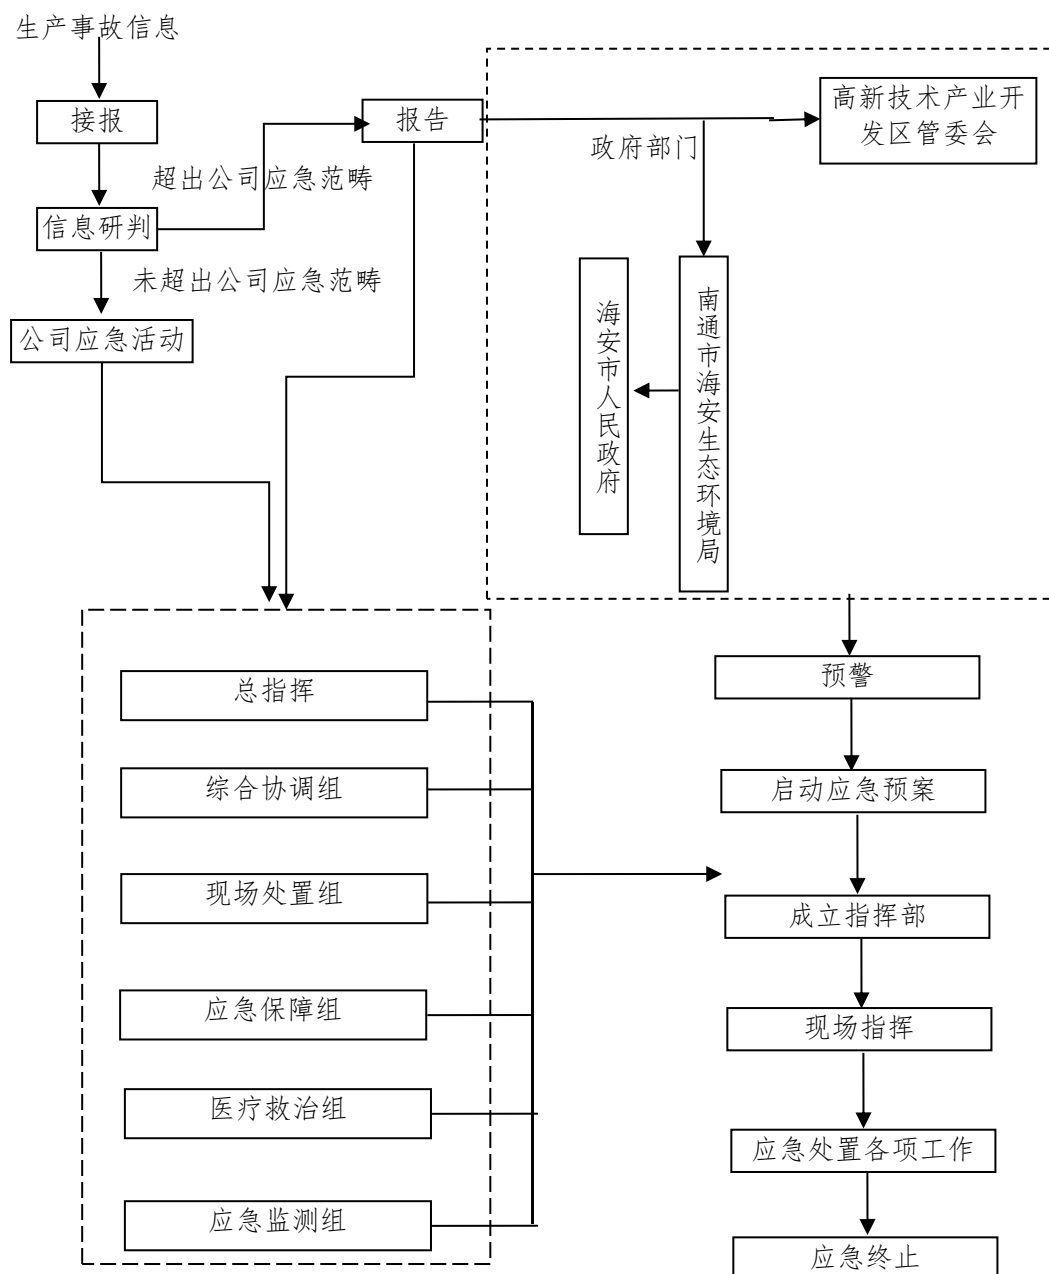 生产事故信息
接报
报告
高新技术产业开
发区管委会
政府部门
超出公司应急范畴
信息研判
未超出公司应急范畴
公司应急活动
海安市人民政府
南通市海安生态环境局
总指挥
综合协调组
现场处置组
应急保障组
医疗救治组
应急监测组
预警
启动应急预案
成立指挥部
现场指挥
应急处置各项工作
应急终止